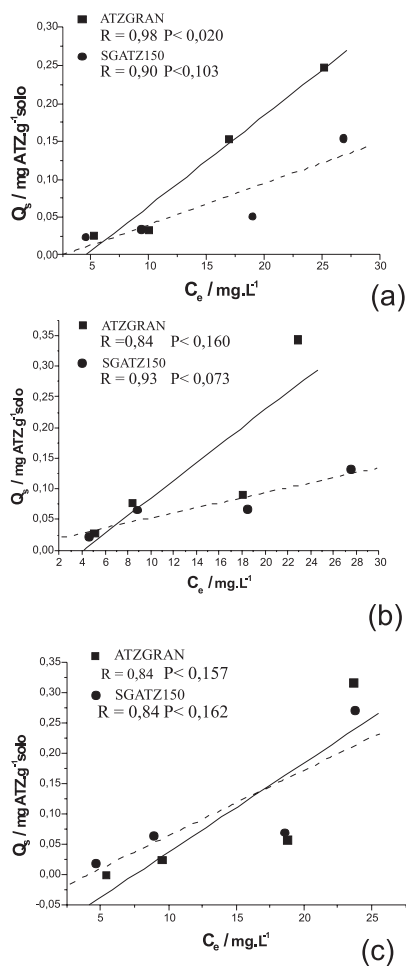 ATZGRAN
R = 0,98 P< 0,020
SGATZ150
R = 0,90 P<0,103
0,30
0,25
0,20
0,15
0,10
0,05
0,00
Qs / mg ATZ.g-1solo
5 10 15 20 25 30
Ce / mg.L-1
(a)
ATZGRAN
R =0,84 P< 0,160
SGATZ150
R = 0,93 P< 0,073
0,35
0,30
0,25
0,20
0,15
0,10
0,05
0,00
Qs / mg ATZ.g-1solo
2 4 6 8 10 12 14 16 18 20 22 24 26 28 30
Ce / mg.L-1
(b)
ATZGRAN
R = 0,84 P< 0,157
SGATZ150
R = 0,84 P< 0,162
0,35
0,30
0,25
0,20
0,15
0,10
0,05
0,00
-0,05
Qs / mg ATZ.g-1solo
5 10 15 20 25
Ce / mg.L-1
(c)